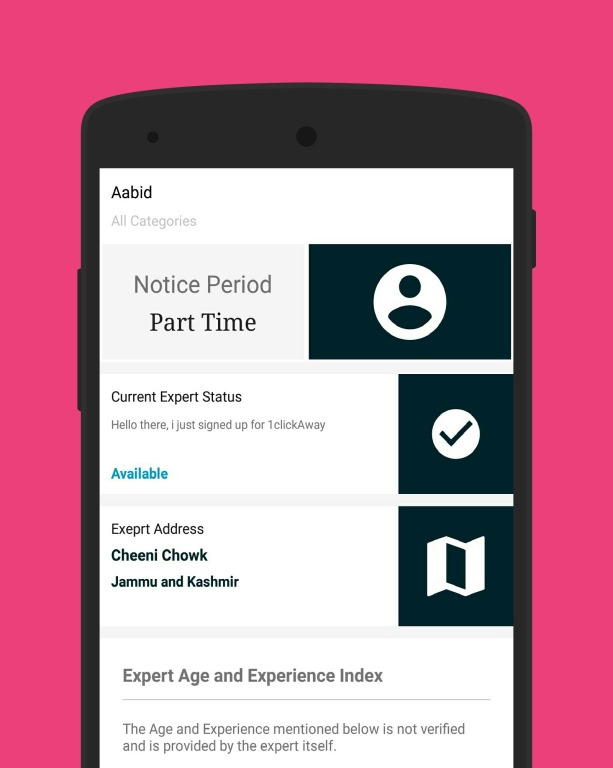 Aabid
All Categories
Notice Period
Part Time
Current Expert Status
Hello there, i just signed up for 1clickAway
Available
Exeprt Address
Cheeni Chowk
Jammu and Kashmir
Expert Age and Experience Index
The Age and Experience mentioned below is not verified
and is provided by the expert itself.